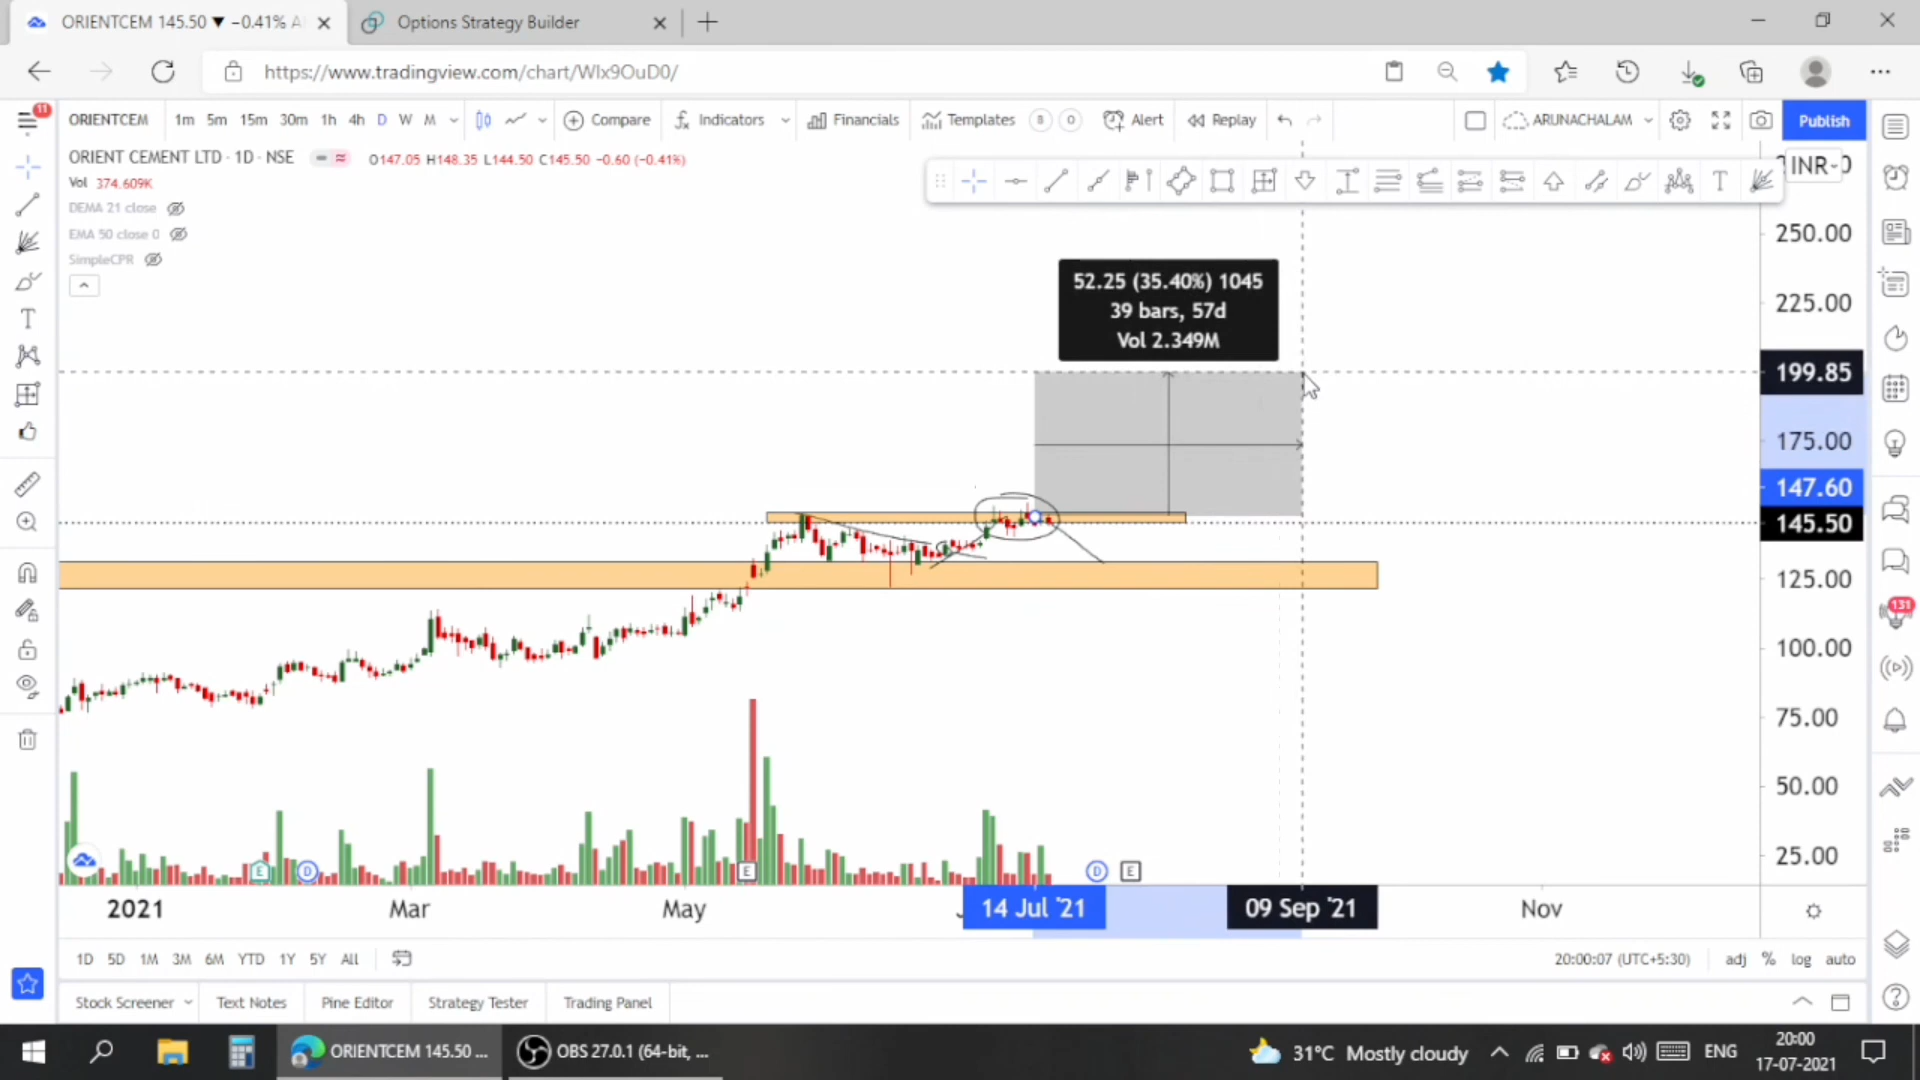 ORIENTCEM 145.50 ▼ −0.41% A
Options Strategy Builder
https://www.tradingview.com/chart/WIx9OuD0/
11
ORIENTCEM 1m 5m 15m 30m 1h 4h D W M Compare Indicators Financials Templates 8 0 Alert Replay ARUNACHALAM Publish
ORIENT CEMENT LTD · 1D · NSE O147.05 H148.35 L144.50 C145.50 −0.60 (−0.41%)
INR
Vol 374.609K
DEMA 21 close
EMA 50 close 0
SimpleCPR
T
T
52.25 (35.40%) 1045
39 bars, 57d
Vol 2.349M
250.00
225.00
199.85
175.00
147.60
145.50
125.00
100.00
75.00
50.00
25.00
131
E D E D E
2021 Mar May 14 Jul '21 09 Sep '21 Nov
1D 5D 1M 3M 6M YTD 1Y 5Y All 20:00:07 (UTC+5:30) adj % log auto
Stock Screener Text Notes Pine Editor Strategy Tester Trading Panel
ORIENTCEM 145.50 ... OBS 27.0.1 (64-bit, ... 31°C Mostly cloudy ENG 20:00
17-07-2021